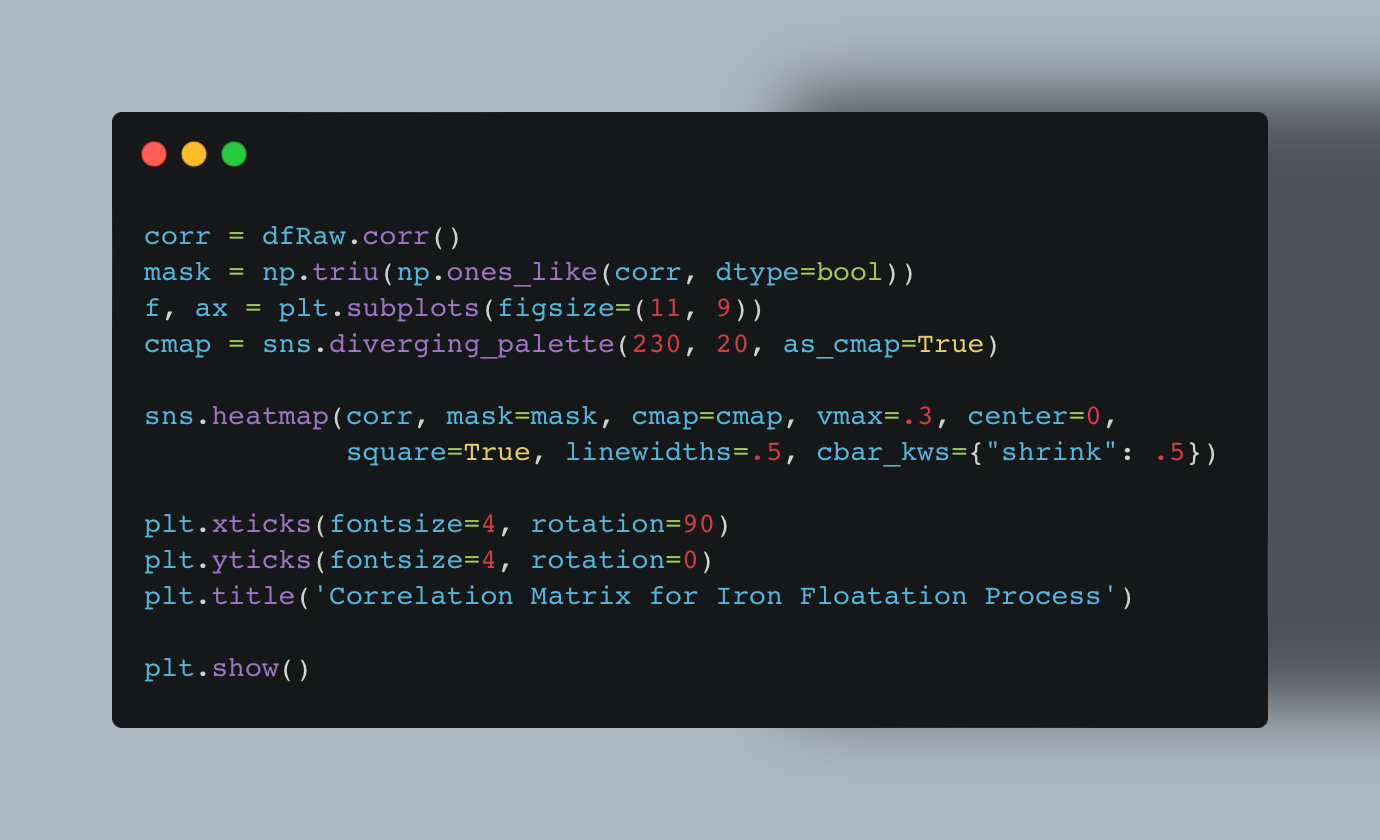 corr = dfRaw.corr()
mask = np.triu(np.ones_like(corr, dtype=bool))
f, ax = plt.subplots(figsize=(11, 9))
cmap = sns.diverging_palette(230, 20, as_cmap=True)
sns.heatmap(corr, mask=mask, cmap=cmap, vmax=.3, center=0,
square=True, linewidths=.5, cbar_kws={"shrink": .5})
plt.xticks(fontsize=4, rotation=90)
plt.yticks(fontsize=4, rotation=0)
plt.title('Correlation Matrix for Iron Floatation Process')
plt.show()